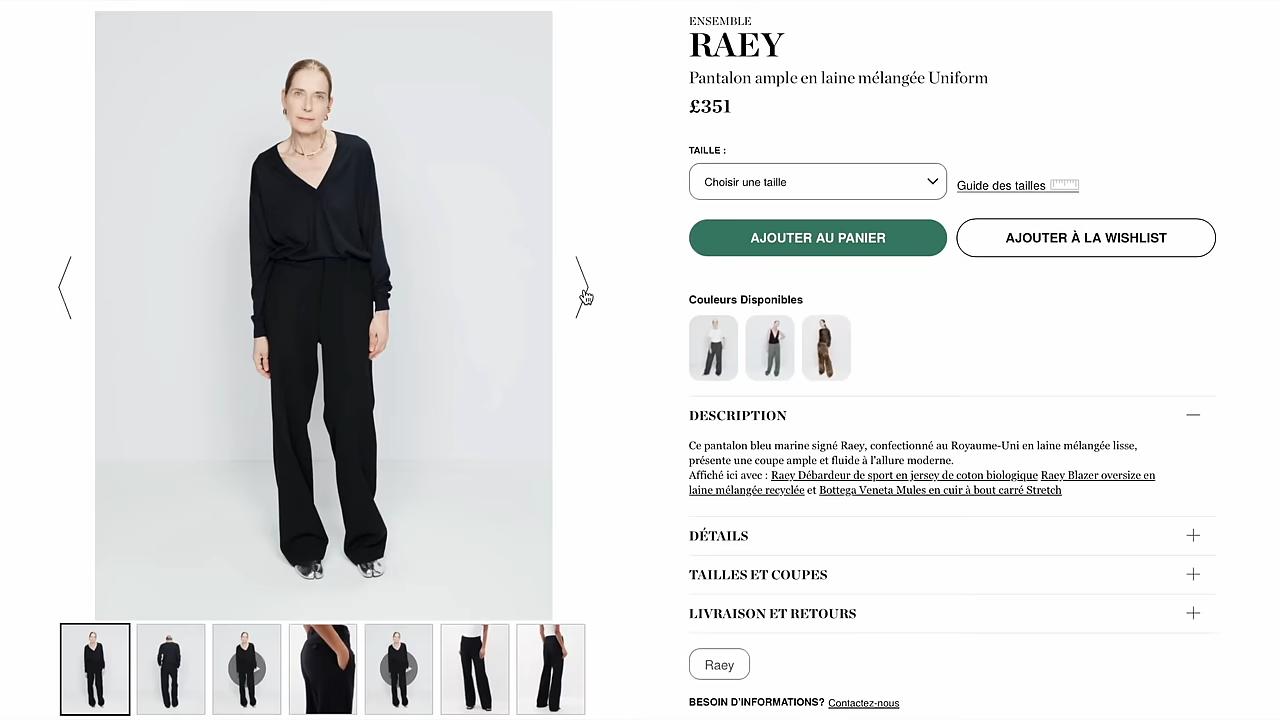 ENSEMBLE
RAEY
Pantalon ample en laine mélangée Uniform
£351
TAILLE :
Choisir une taille
Guide des tailles
AJOUTER AU PANIER
AJOUTER À LA WISHLIST
Couleurs Disponibles
DESCRIPTION
Ce pantalon bleu marine signé Raey, confectionné au Royaume-Uni en laine mélangée lisse,
présente une coupe ample et fluide à l'allure moderne.
Affiché ici avec : Raey Débardeur de sport en jersey de coton biologique Raey Blazer oversize en
laine mélangée recyclée et Bottega Veneta Mules en cuir à bout carré Stretch
DÉTAILS
TAILLES ET COUPES
LIVRAISON ET RETOURS
Raey
BESOIN D'INFORMATIONS? Contactez-nous